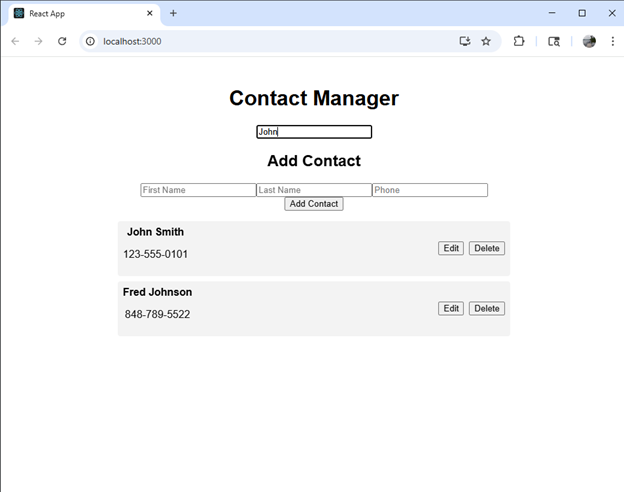 React App
localhost:3000
Contact Manager
John
Add Contact
First Name Last Name Phone
Add Contact
John Smith
123-555-0101
Edit Delete
Fred Johnson
848-789-5522
Edit Delete